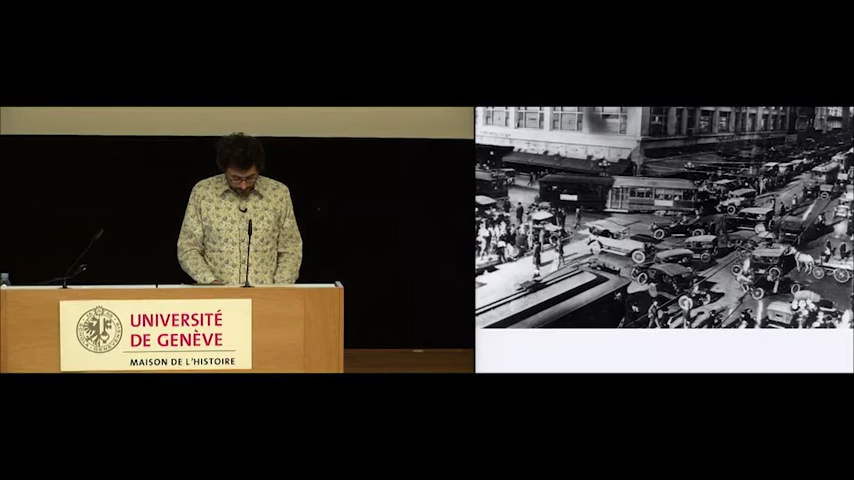 UNIVERSITÉ
DE GENÈVE
MAISON DE L'HISTOIRE